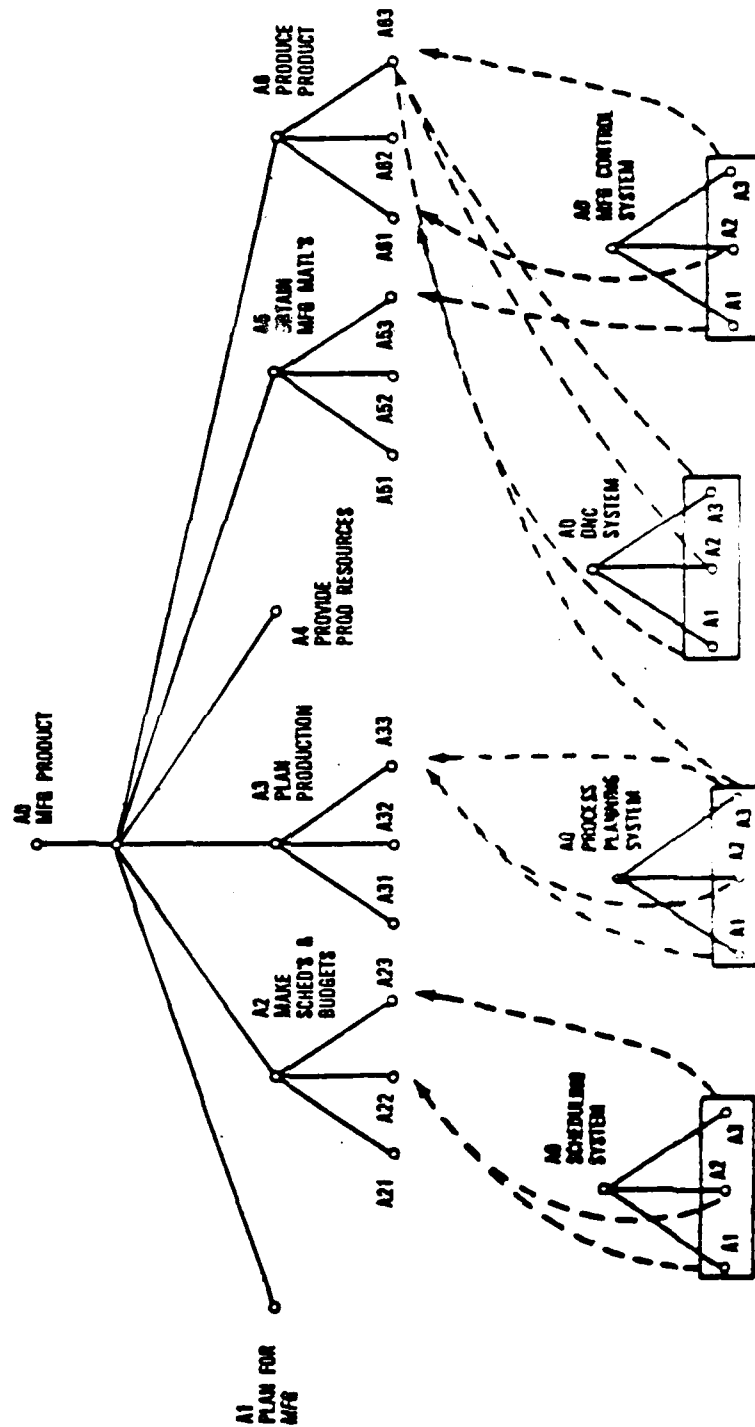 A0
MFG PRODUCT
A1
PLAN FOR
MFG
A2
MAKE
SCHED'S &
BUDGETS
A3
PLAN
PRODUCTION
A4
PROVIDE
PROD RESOURCES
A5
OBTAIN
MFG MATL'S
A6
PRODUCE
PRODUCT
A21
A22
A23
A31
A32
A33
A51
A52
A53
A61
A62
A63
A0
SCHEDULING
SYSTEM
A1
A2
A3
A0
PROCESS
PLANNING
SYSTEM
A1
A2
A3
A0
DNC
SYSTEM
A1
A2
A3
A0
MFG CONTROL
SYSTEM
A1
A2
A3